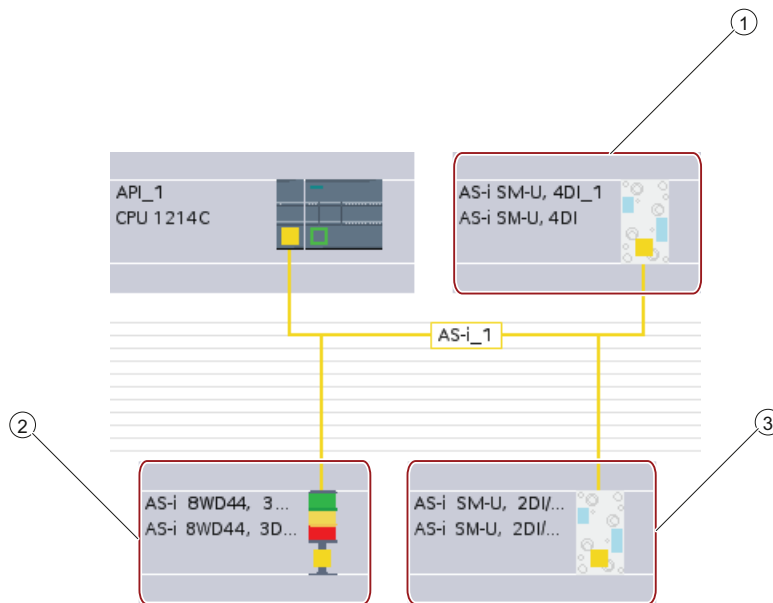 1
API_1
CPU 1214C
AS-i SM-U, 4DI_1
AS-i SM-U, 4DI
AS-i_1
2
3
AS-i 8WD44, 3...
AS-i 8WD44, 3D...
AS-i SM-U, 2DI/...
AS-i SM-U, 2DI/...